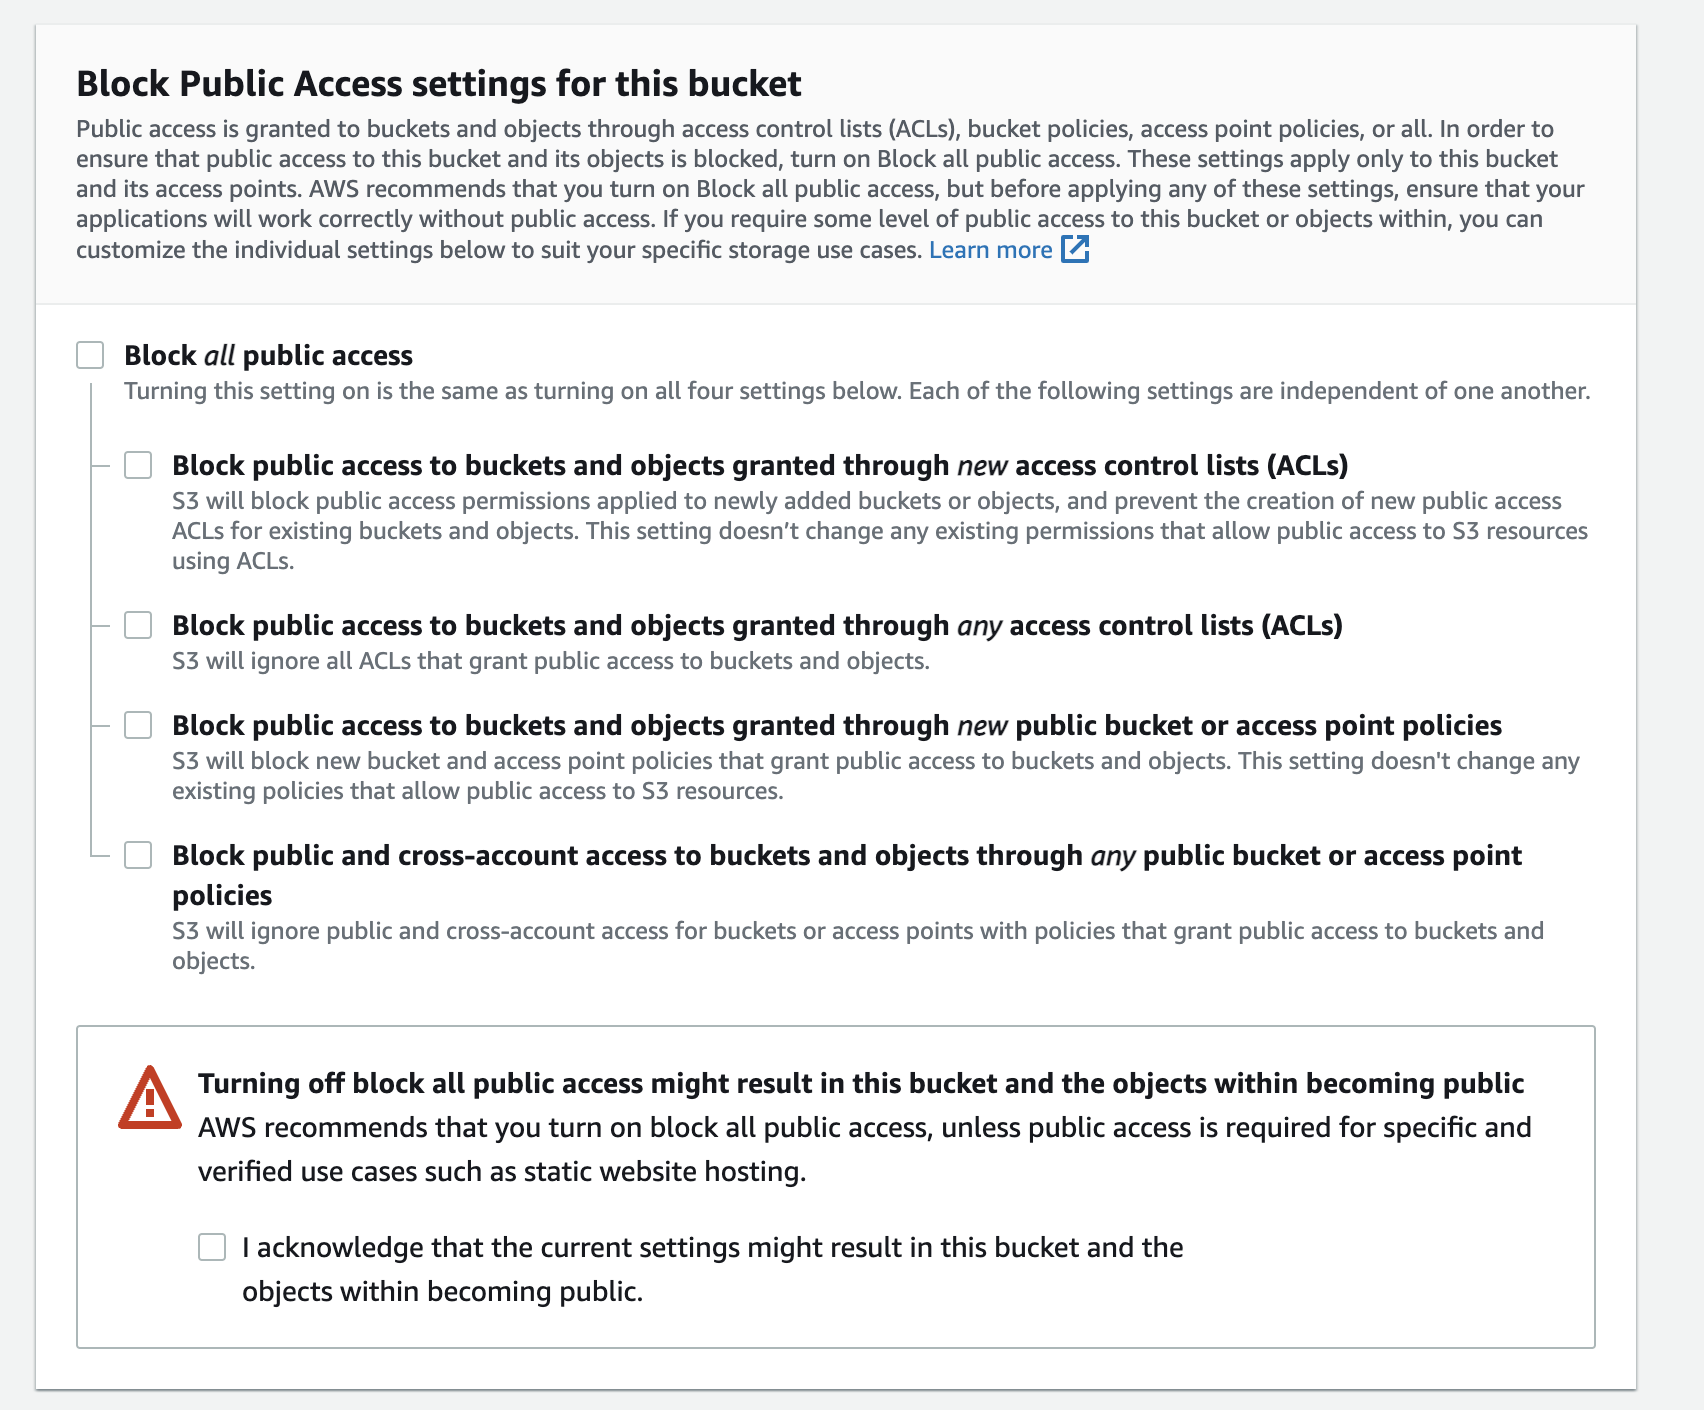 Block Public Access settings for this bucket
Public access is granted to buckets and objects through access control lists (ACLs), bucket policies, access point policies, or all. In order to
ensure that public access to this bucket and its objects is blocked, turn on Block all public access. These settings apply only to this bucket
and its access points. AWS recommends that you turn on Block all public access, but before applying any of these settings, ensure that your
applications will work correctly without public access. If you require some level of public access to this bucket or objects within, you can
customize the individual settings below to suit your specific storage use cases. Learn more
Block all public access
Turning this setting on is the same as turning on all four settings below. Each of the following settings are independent of one another.
Block public access to buckets and objects granted through new access control lists (ACLs)
S3 will block public access permissions applied to newly added buckets or objects, and prevent the creation of new public access
ACLs for existing buckets and objects. This setting doesn’t change any existing permissions that allow public access to S3 resources
using ACLs.
Block public access to buckets and objects granted through any access control lists (ACLs)
S3 will ignore all ACLs that grant public access to buckets and objects.
Block public access to buckets and objects granted through new public bucket or access point policies
S3 will block new bucket and access point policies that grant public access to buckets and objects. This setting doesn't change any
existing policies that allow public access to S3 resources.
Block public and cross-account access to buckets and objects through any public bucket or access point
policies
S3 will ignore public and cross-account access for buckets or access points with policies that grant public access to buckets and
objects.
Turning off block all public access might result in this bucket and the objects within becoming public
AWS recommends that you turn on block all public access, unless public access is required for specific and
verified use cases such as static website hosting.
I acknowledge that the current settings might result in this bucket and the
objects within becoming public.